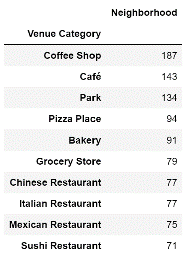 Neighborhood
Venue Category
Coffee Shop 187
Café 143
Park 134
Pizza Place 94
Bakery 91
Grocery Store 79
Chinese Restaurant 77
Italian Restaurant 77
Mexican Restaurant 75
Sushi Restaurant 71